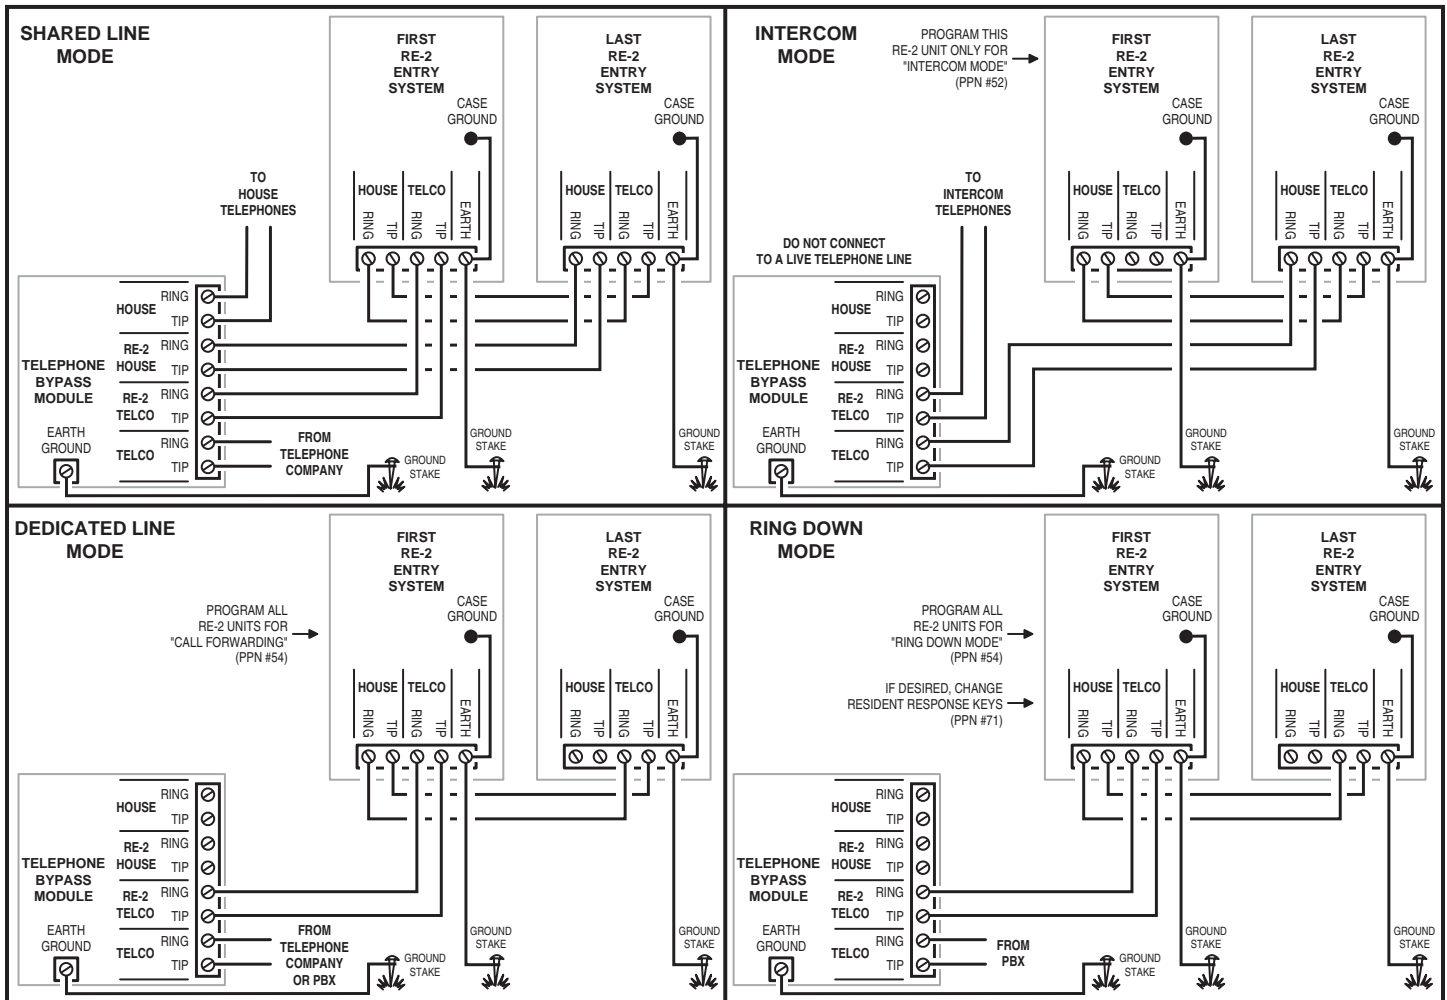 SHARED LINE
MODE
FIRST
RE-2
ENTRY
SYSTEM
CASE
GROUND
LAST
RE-2
ENTRY
SYSTEM
CASE
GROUND
TO
HOUSE
TELEPHONES
HOUSE TELCO
RING TIP RING TIP EARTH
HOUSE TELCO
RING TIP RING TIP EARTH
TELEPHONE
BYPASS
MODULE
HOUSE
RING
TIP
RE-2
HOUSE
RING
TIP
RE-2
TELCO
RING
TIP
TELCO
RING
TIP
EARTH
GROUND
FROM
TELEPHONE
COMPANY
GROUND
STAKE
GROUND
STAKE
GROUND
STAKE
INTERCOM
MODE
PROGRAM THIS
RE-2 UNIT ONLY FOR
"INTERCOM MODE"
(PPN #52)
FIRST
RE-2
ENTRY
SYSTEM
CASE
GROUND
LAST
RE-2
ENTRY
SYSTEM
CASE
GROUND
TO
INTERCOM
TELEPHONES
DO NOT CONNECT
TO A LIVE TELEPHONE LINE
HOUSE TELCO
RING TIP RING TIP EARTH
HOUSE TELCO
RING TIP RING TIP EARTH
TELEPHONE
BYPASS
MODULE
HOUSE
RING
TIP
RE-2
HOUSE
RING
TIP
RE-2
TELCO
RING
TIP
TELCO
RING
TIP
EARTH
GROUND
GROUND
STAKE
GROUND
STAKE
GROUND
STAKE
DEDICATED LINE
MODE
PROGRAM ALL
RE-2 UNITS FOR
"CALL FORWARDING"
(PPN #54)
FIRST
RE-2
ENTRY
SYSTEM
CASE
GROUND
LAST
RE-2
ENTRY
SYSTEM
CASE
GROUND
HOUSE TELCO
RING TIP RING TIP EARTH
HOUSE TELCO
RING TIP RING TIP EARTH
TELEPHONE
BYPASS
MODULE
HOUSE
RING
TIP
RE-2
HOUSE
RING
TIP
RE-2
TELCO
RING
TIP
TELCO
RING
TIP
EARTH
GROUND
FROM
TELEPHONE
COMPANY
OR PBX
GROUND
STAKE
GROUND
STAKE
GROUND
STAKE
RING DOWN
MODE
PROGRAM ALL
RE-2 UNITS FOR
"RING DOWN MODE"
(PPN #54)
IF DESIRED, CHANGE
RESIDENT RESPONSE KEYS
(PPN #71)
FIRST
RE-2
ENTRY
SYSTEM
CASE
GROUND
LAST
RE-2
ENTRY
SYSTEM
CASE
GROUND
HOUSE TELCO
RING TIP RING TIP EARTH
HOUSE TELCO
RING TIP RING TIP EARTH
TELEPHONE
BYPASS
MODULE
HOUSE
RING
TIP
RE-2
HOUSE
RING
TIP
RE-2
TELCO
RING
TIP
TELCO
RING
TIP
EARTH
GROUND
FROM
PBX
GROUND
STAKE
GROUND
STAKE
GROUND
STAKE